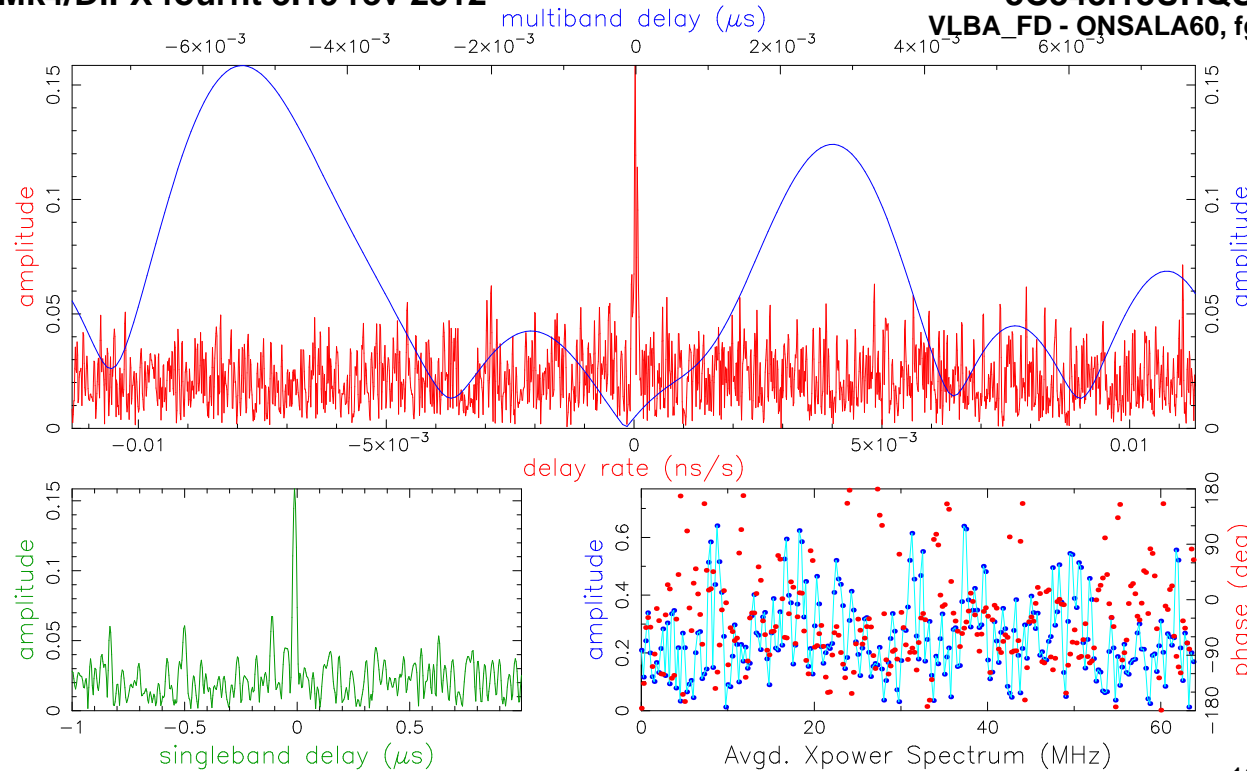 multiband delay (μs)
VLBA_FD - ONSALA60, fg
−6×10⁻³ −4×10⁻³ −2×10⁻³ 0 2×10⁻³ 4×10⁻³ 6×10⁻³
amplitude
0 0.05 0.1 0.15
amplitude
0 0.05 0.1 0.15
−0.01 −5×10⁻³ 0 5×10⁻³ 0.01
delay rate (ns/s)
amplitude
0 0.05 0.1 0.15
−1 −0.5 0 0.5
singleband delay (μs)
amplitude
0 0.2 0.4 0.6
phase (deg)
−180 −90 0 90 180
0 20 40 60
Avgd. Xpower Spectrum (MHz)